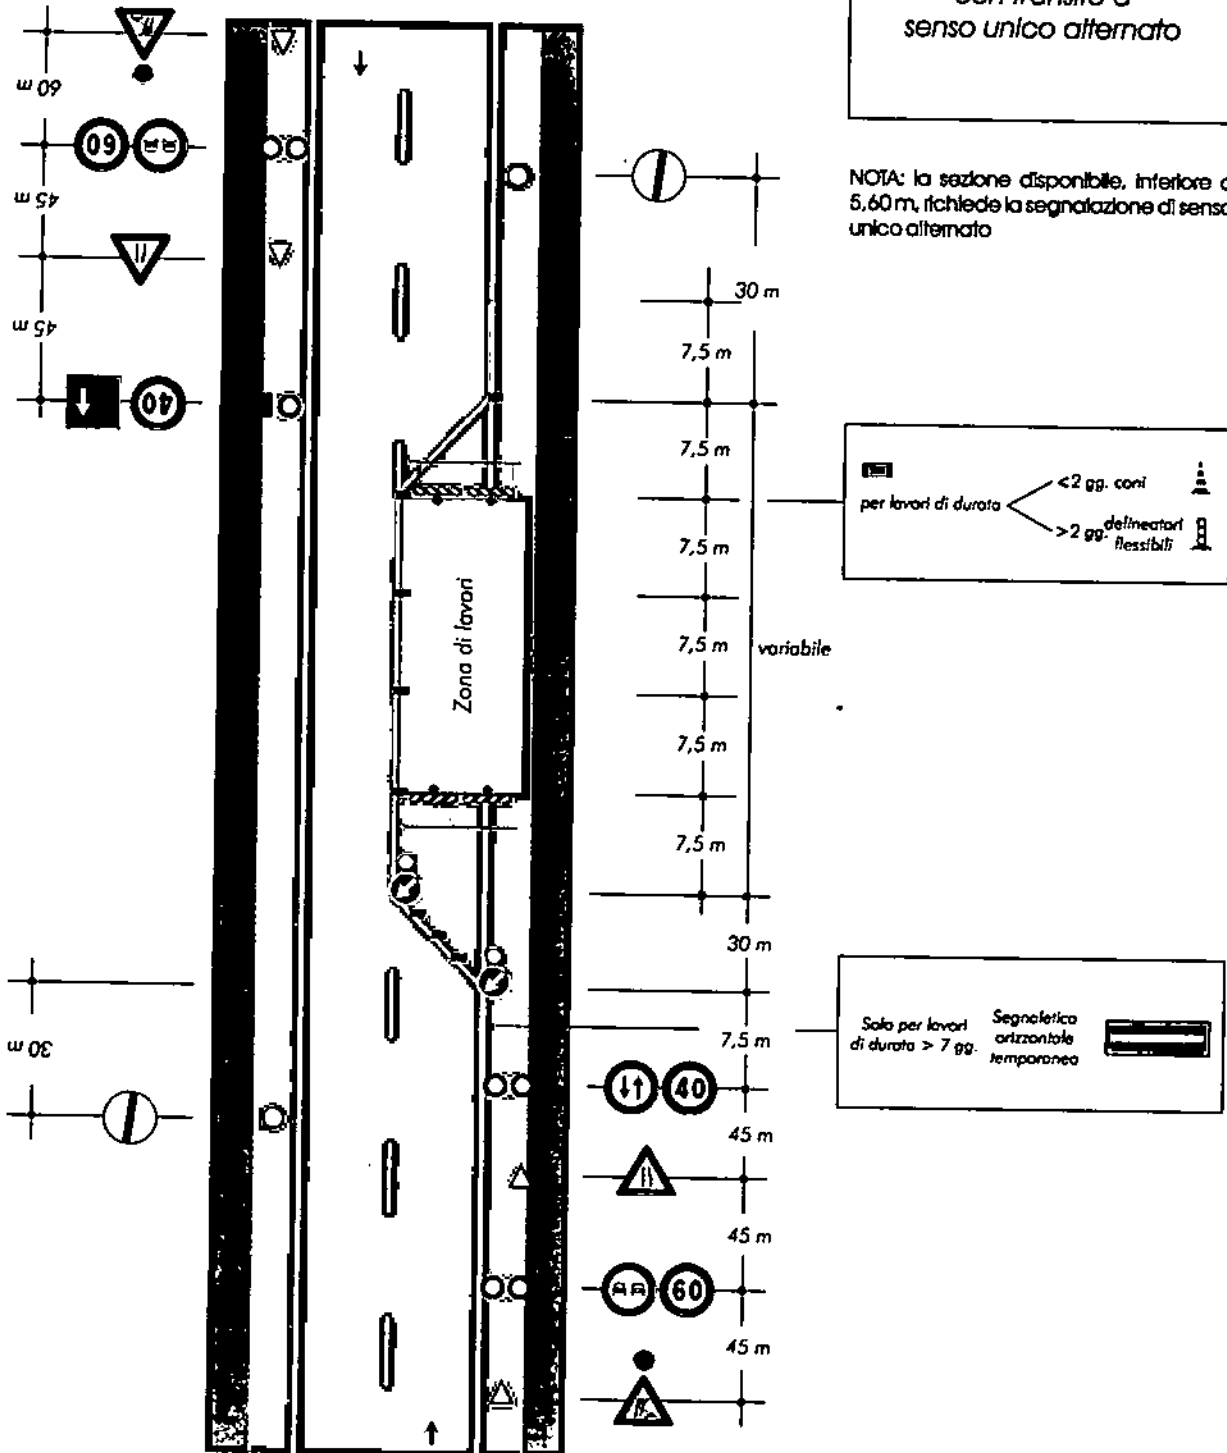 senso unico alternato
NOTA: la sezione disponibile, inferiore a
5,60 m, richiede la segnalazione di senso
unico alternato
60 m
60
45 m
45 m
40
30 m
7,5 m
7,5 m
7,5 m
7,5 m
variabile
7,5 m
7,5 m
Zona di lavori
per lavori di durata
<2 gg. coni
>2 gg. delineatori
flessibili
30 m
7,5 m
Solo per lavori
di durata > 7 gg.
Segnaletica
orizzontale
temporanea
30 m
40
45 m
45 m
60
45 m